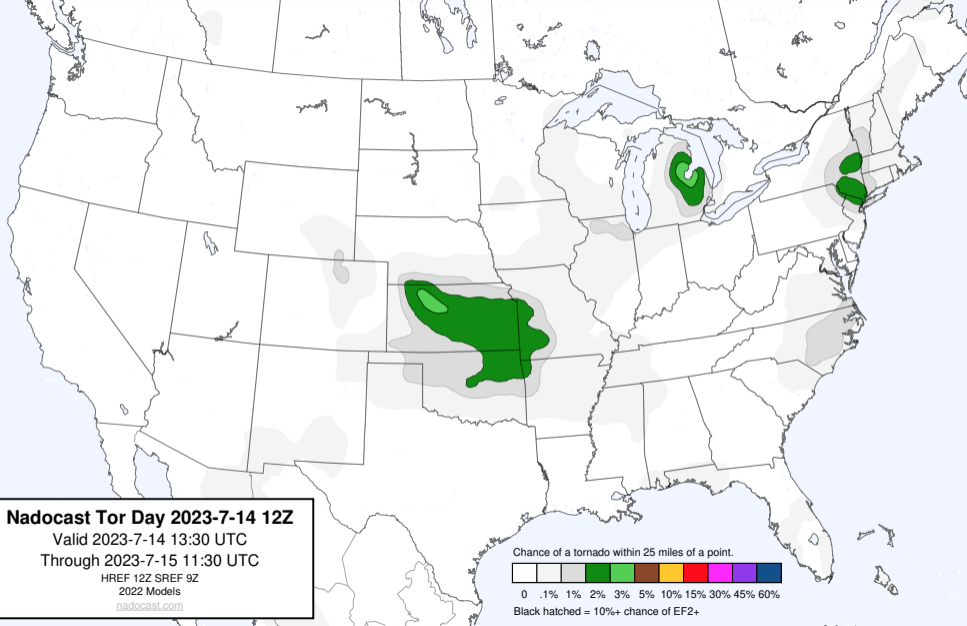 Nadocast Tor Day 2023-7-14 12Z
Valid 2023-7-14 13:30 UTC
Through 2023-7-15 11:30 UTC
HREF 12Z SREF 9Z
2022 Models
nadocast.com
Chance of a tornado within 25 miles of a point.
0 .1% 1% 2% 3% 5% 10% 15% 30% 45% 60%
Black hatched = 10%+ chance of EF2+